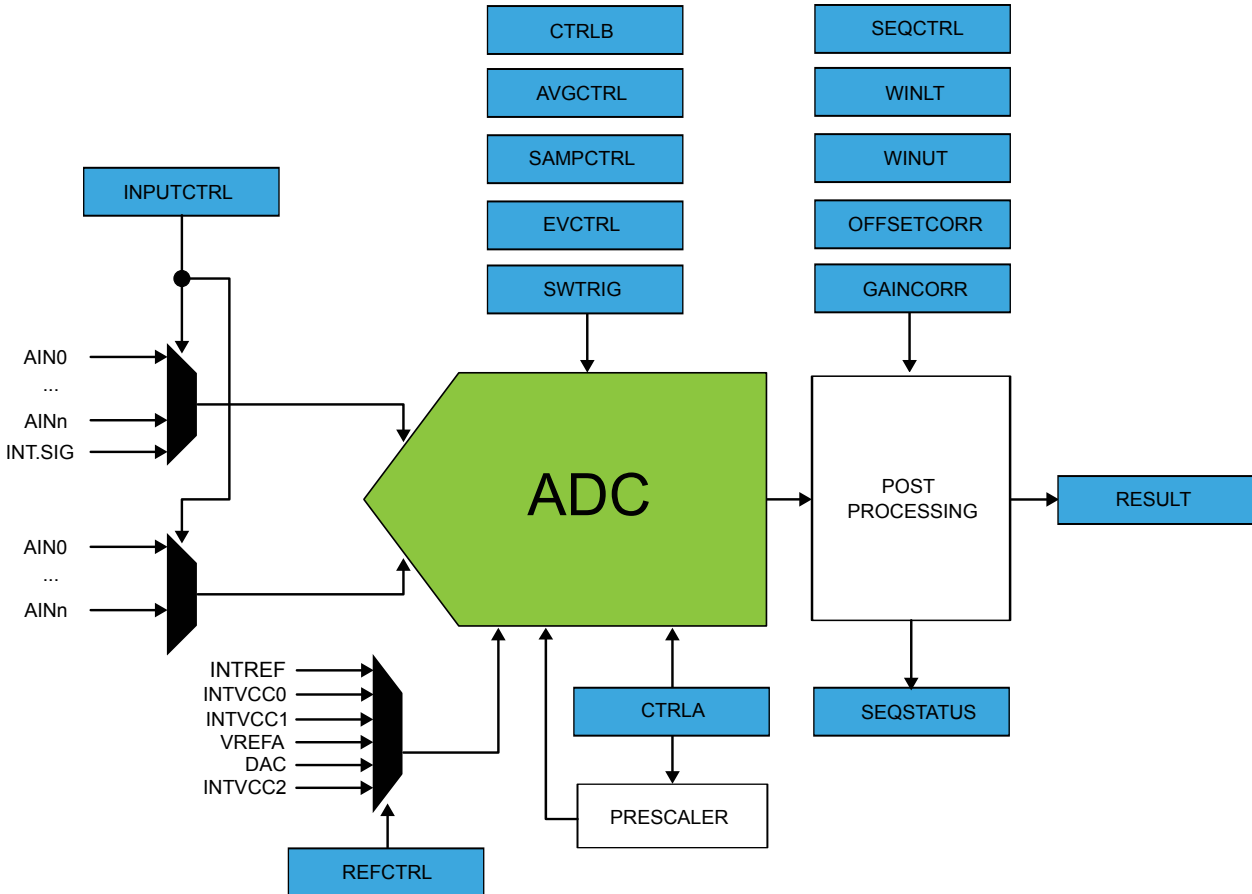 CTRLB
SEQCTRL
AVGCTRL
WINLT
SAMPCTRL
WINUT
INPUTCTRL
EVCTRL
OFFSETCORR
SWTRIG
GAINCORR
AIN0
...
AINn
INT.SIG
ADC
POST
PROCESSING
RESULT
AIN0
...
AINn
INTREF
INTVCC0
INTVCC1
VREFA
DAC
INTVCC2
CTRLA
SEQSTATUS
PRESCALER
REFCTRL